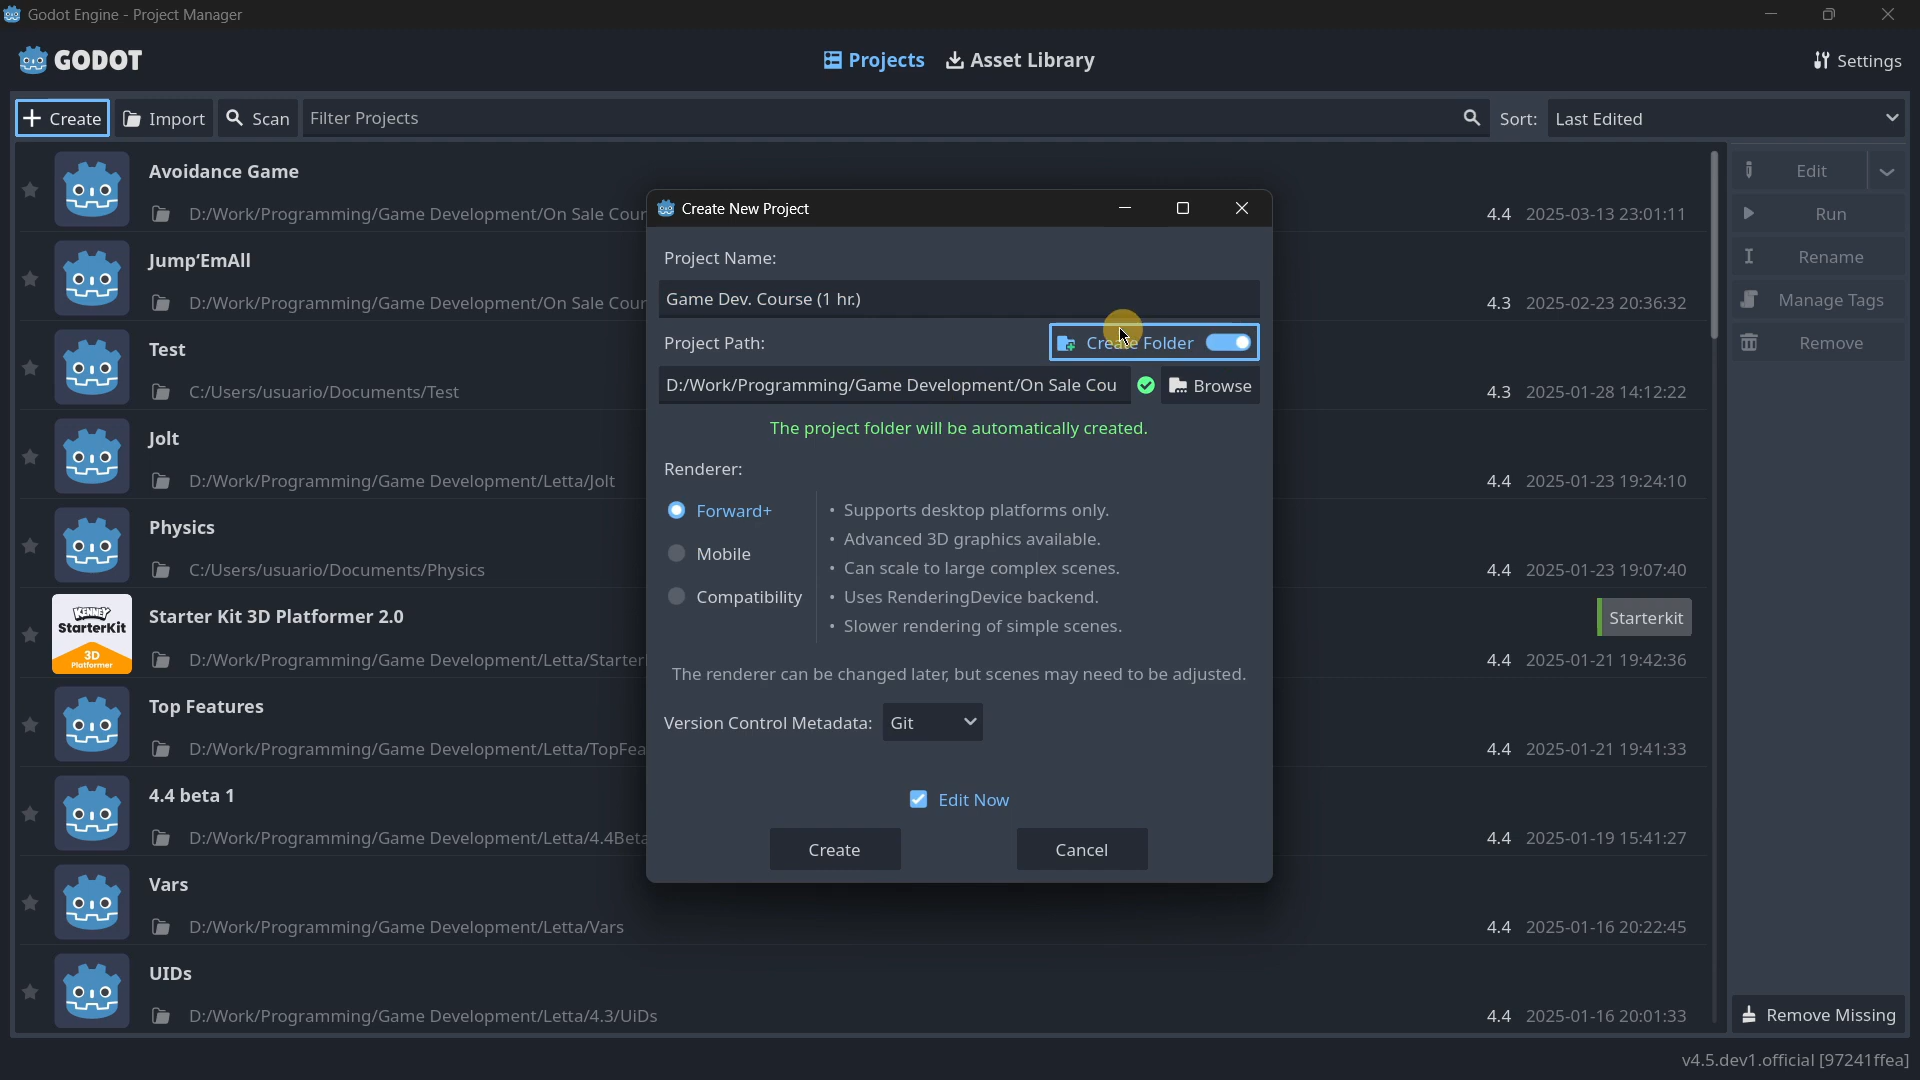 Godot Engine - Project Manager
GODOT
Projects
Asset Library
Settings
Create
Import
Scan
Filter Projects
Sort:
Last Edited
Avoidance Game
D:/Work/Programming/Game Development/On Sale Cour
4.4 2025-03-13 23:01:11
Jump'EmAll
D:/Work/Programming/Game Development/On Sale Cour
4.3 2025-02-23 20:36:32
Test
C:/Users/usuario/Documents/Test
4.3 2025-01-28 14:12:22
Jolt
D:/Work/Programming/Game Development/Letta/Jolt
4.4 2025-01-23 19:24:10
Physics
C:/Users/usuario/Documents/Physics
4.4 2025-01-23 19:07:40
KENNEY
StarterKit
3D
Platformer
Starter Kit 3D Platformer 2.0
Starterkit
D:/Work/Programming/Game Development/Letta/Starter
4.4 2025-01-21 19:42:36
Top Features
D:/Work/Programming/Game Development/Letta/TopFea
4.4 2025-01-21 19:41:33
4.4 beta 1
D:/Work/Programming/Game Development/Letta/4.4Beta
4.4 2025-01-19 15:41:27
Vars
D:/Work/Programming/Game Development/Letta/Vars
4.4 2025-01-16 20:22:45
UIDs
D:/Work/Programming/Game Development/Letta/4.3/UiDs
4.4 2025-01-16 20:01:33
Create New Project
Project Name:
Game Dev. Course (1 hr.)
Project Path:
Create Folder
D:/Work/Programming/Game Development/On Sale Cou
Browse
The project folder will be automatically created.
Renderer:
Forward+
Mobile
Compatibility
• Supports desktop platforms only.
• Advanced 3D graphics available.
• Can scale to large complex scenes.
• Uses RenderingDevice backend.
• Slower rendering of simple scenes.
The renderer can be changed later, but scenes may need to be adjusted.
Version Control Metadata:
Git
Edit Now
Create
Cancel
Edit
Run
Rename
Manage Tags
Remove
Remove Missing
v4.5.dev1.official [97241ffea]